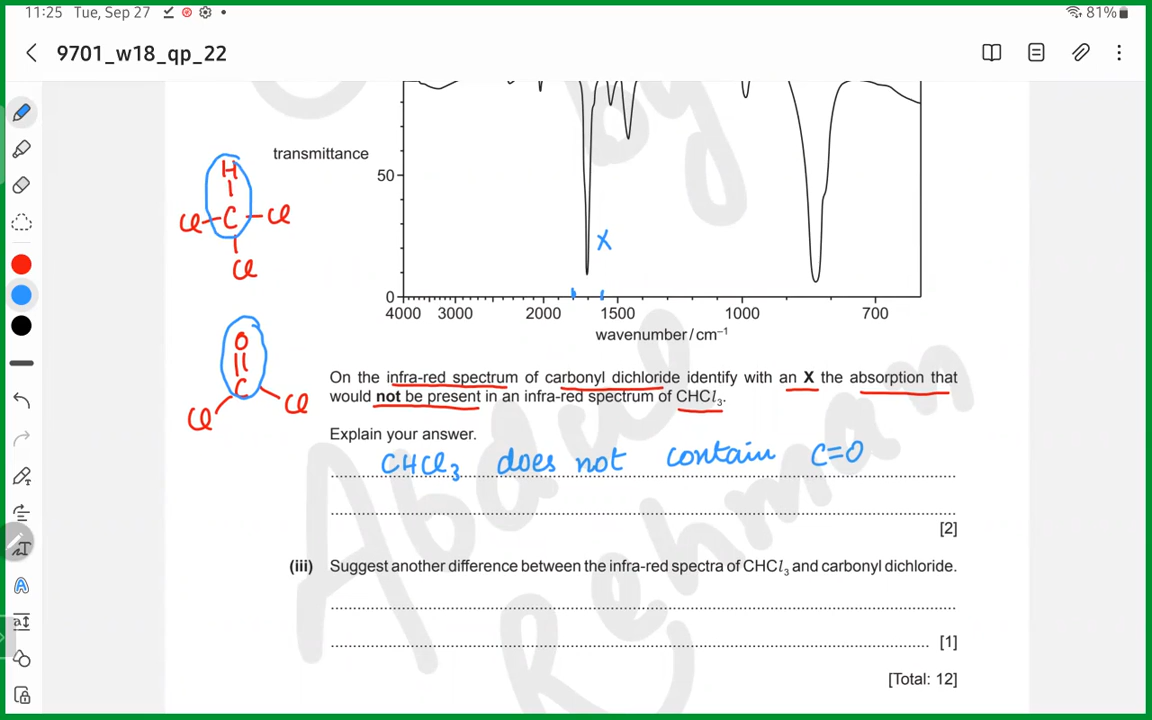 11:25 Tue, Sep 27
81%
9701_w18_qp_22
transmittance
50
0
4000 3000 2000 1500 1000 700
wavenumber / cm⁻¹
X
H
Cl C Cl
Cl
O
C
Cl Cl
On the infra-red spectrum of carbonyl dichloride identify with an X the absorption that
would not be present in an infra-red spectrum of CHCl₃.
Explain your answer.
CHCl₃ does not contain C=O
[2]
(iii) Suggest another difference between the infra-red spectra of CHCl₃ and carbonyl dichloride.
[1]
[Total: 12]
by
Abdul
Rehman